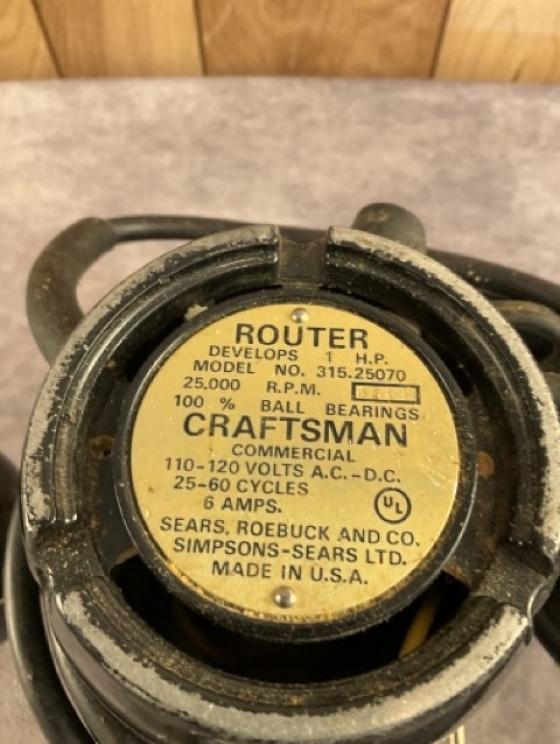 ROUTER
DEVELOPS 1 H.P.
MODEL NO. 315.25070
25,000 R.P.M.
100 % BALL BEARINGS
CRAFTSMAN
COMMERCIAL
110-120 VOLTS A.C.-D.C.
25-60 CYCLES
6 AMPS.
UL
SEARS, ROEBUCK AND CO.
SIMPSONS-SEARS LTD.
MADE IN U.S.A.